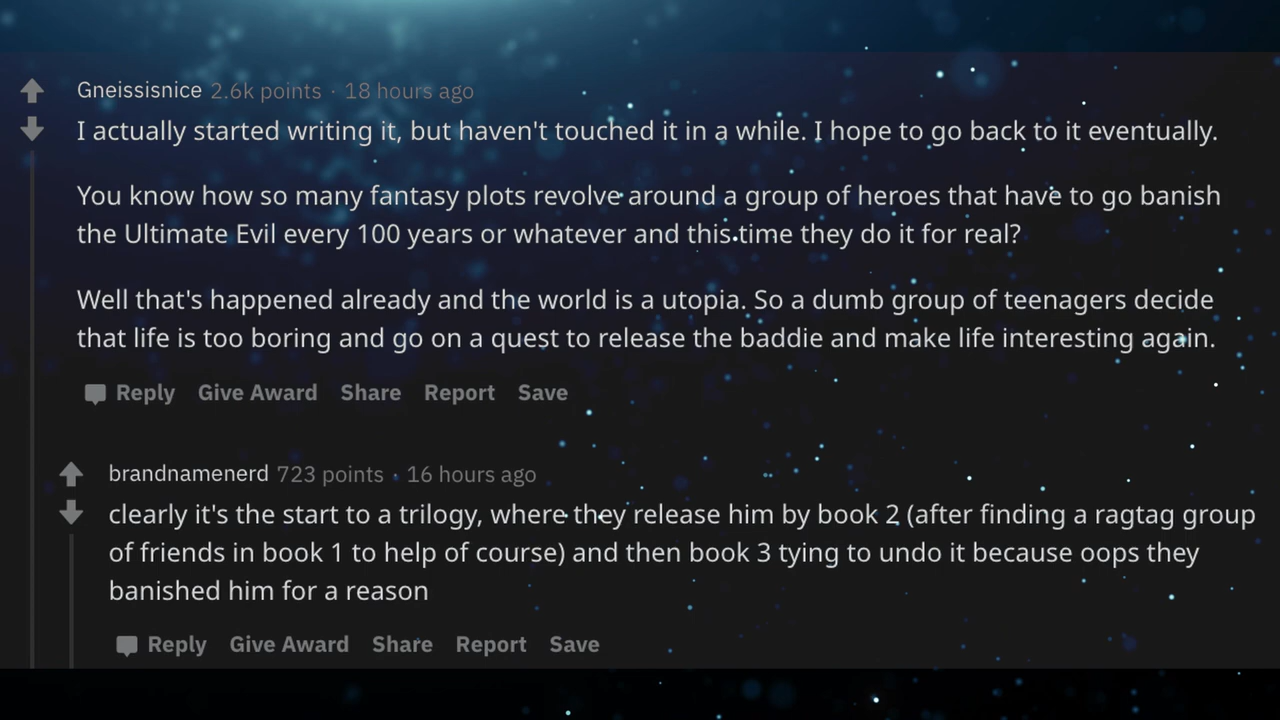 Gneissisnice 2.6k points · 18 hours ago
I actually started writing it, but haven't touched it in a while. I hope to go back to it eventually.
You know how so many fantasy plots revolve around a group of heroes that have to go banish
the Ultimate Evil every 100 years or whatever and this time they do it for real?
Well that's happened already and the world is a utopia. So a dumb group of teenagers decide
that life is too boring and go on a quest to release the baddie and make life interesting again.
Reply Give Award Share Report Save
brandnamenerd 723 points · 16 hours ago
clearly it's the start to a trilogy, where they release him by book 2 (after finding a ragtag group
of friends in book 1 to help of course) and then book 3 tying to undo it because oops they
banished him for a reason
Reply Give Award Share Report Save